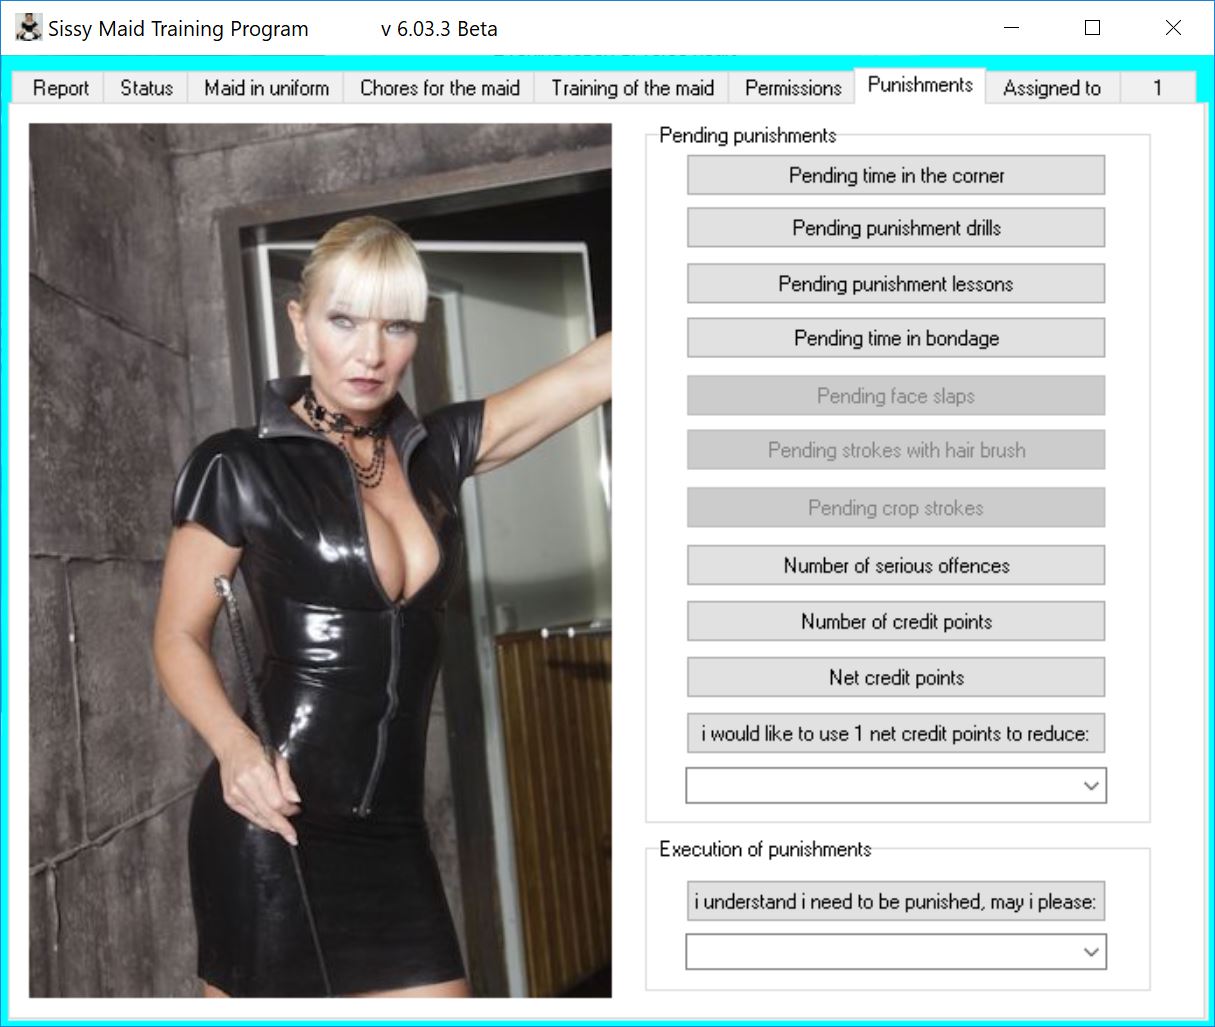 Sissy Maid Training Program v 6.03.3 Beta
Report Status Maid in uniform Chores for the maid Training of the maid Permissions Punishments Assigned to 1
Pending punishments
Pending time in the corner
Pending punishment drills
Pending punishment lessons
Pending time in bondage
Pending face slaps
Pending strokes with hair brush
Pending crop strokes
Number of serious offences
Number of credit points
Net credit points
i would like to use 1 net credit points to reduce:
Execution of punishments
i understand i need to be punished, may i please: